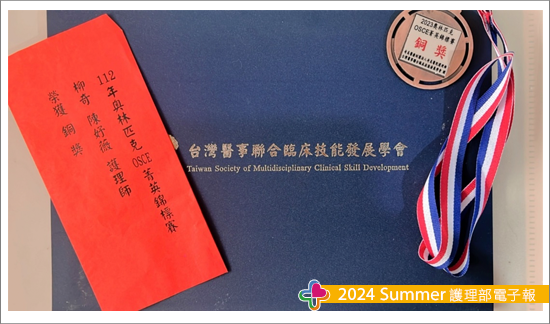 112年奧林匹克OSCE菁英錦標賽
柳奇 陳妤薇 護理師
榮獲 銅獎
2023奧林匹克
OSCE菁英錦標賽
銅獎
台灣醫事聯合臨床技能發展學會
Taiwan Society of Multidisciplinary Clinical Skill Development
2024 Summer 護理部電子報